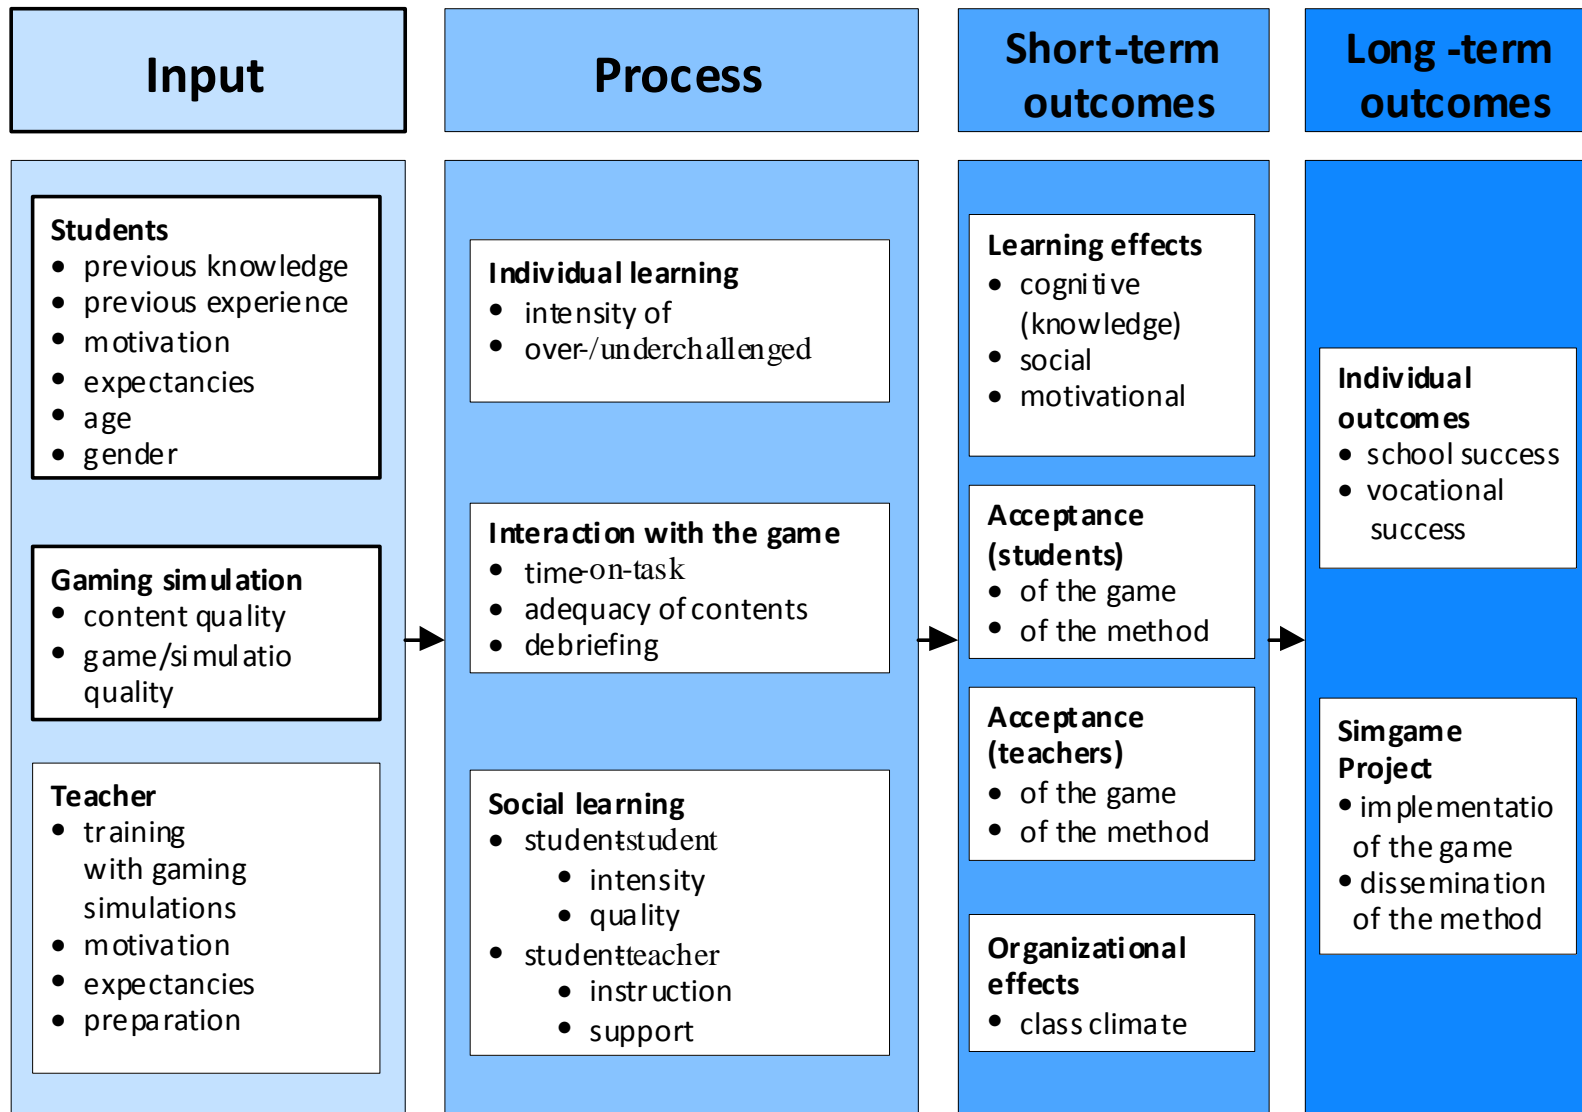 Input
Process
Short-term
outcomes
Long -term
outcomes
Students
• previous knowledge
• previous experience
• motivation
• expectancies
• age
• gender
Gaming simulation
• content quality
• game/simulatio
quality
Teacher
• training
with gaming
simulations
• motivation
• expectancies
• preparation
Individual learning
• intensity of
• over-/underchallenged
Interaction with the game
• time-on-task
• adequacy of contents
• debriefing
Social learning
• student-student
• intensity
• quality
• student-teacher
• instruction
• support
Learning effects
• cognitive
(knowledge)
• social
• motivational
Acceptance
(students)
• of the game
• of the method
Acceptance
(teachers)
• of the game
• of the method
Organizational
effects
• class climate
Individual
outcomes
• school success
• vocational
success
Simgame
Project
• implementatio
of the game
• dissemination
of the method